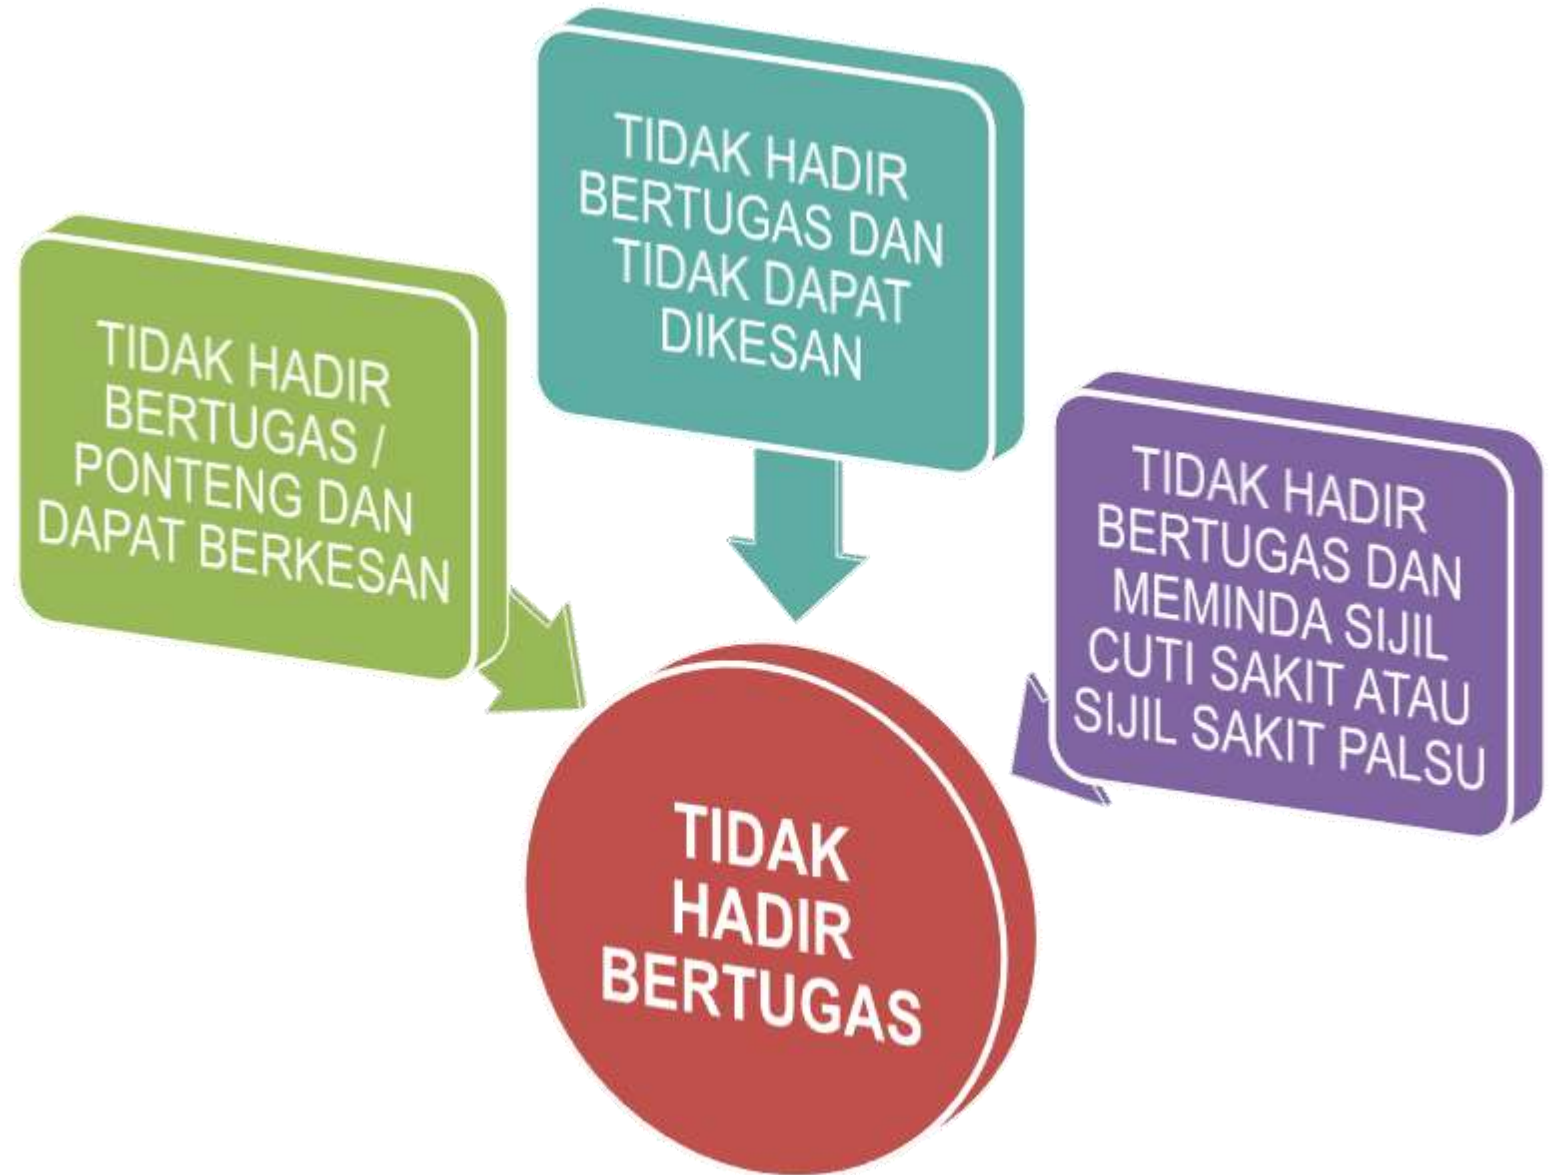 TIDAK HADIR
BERTUGAS /
PONTENG DAN
DAPAT BERKESAN
TIDAK HADIR
BERTUGAS DAN
TIDAK DAPAT
DIKESAN
TIDAK HADIR
BERTUGAS DAN
MEMINDA SIJIL
CUTI SAKIT ATAU
SIJIL SAKIT PALSU
TIDAK
HADIR
BERTUGAS